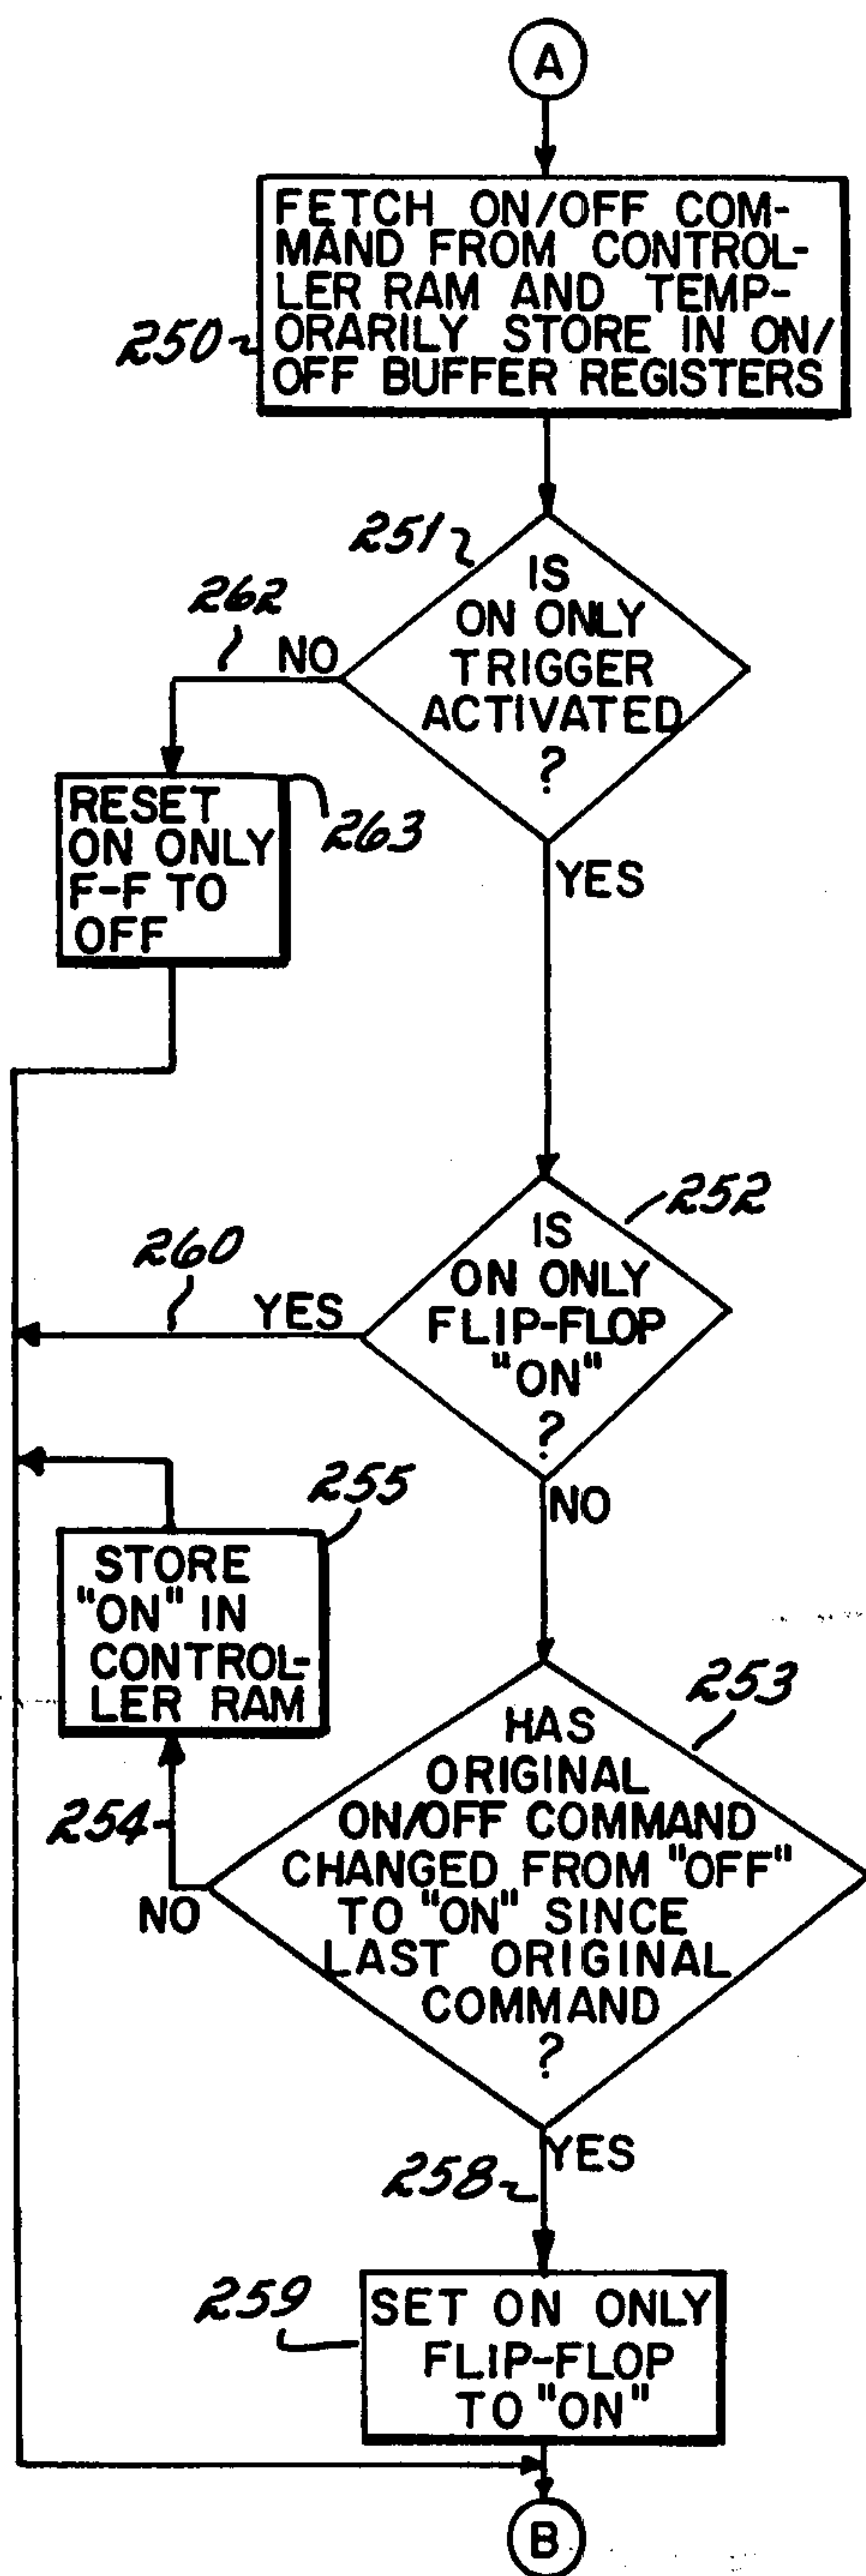 A
FETCH ON/OFF COM-
MAND FROM CONTROL-
LER RAM AND TEMP-
ORARILY STORE IN ON/
OFF BUFFER REGISTERS
250
251
IS
ON ONLY
TRIGGER
ACTIVATED
?
262
NO
RESET
ON ONLY
F-F TO
OFF
263
YES
252
IS
ON ONLY
FLIP-FLOP
"ON"
?
260
YES
NO
255
STORE
"ON" IN
CONTROL-
LER RAM
254
NO
253
HAS
ORIGINAL
ON/OFF COMMAND
CHANGED FROM "OFF"
TO "ON" SINCE
LAST ORIGINAL
COMMAND
?
YES
258
259
SET ON ONLY
FLIP-FLOP
TO "ON"
B